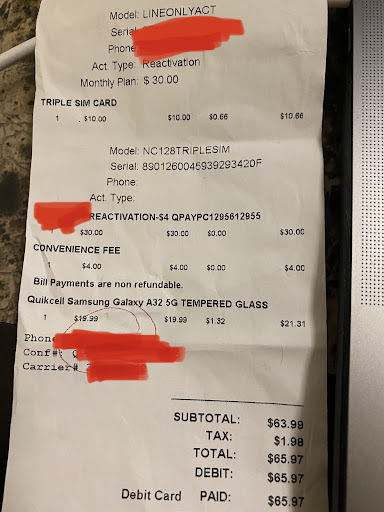 Model: LINEONLYACT
Serial
Phone
Act. Type: Reactivation
Monthly Plan: $ 30.00
TRIPLE SIM CARD
1 $10.00 $10.00 $0.66 $10.66
Model: NC128TRIPLESIM
Serial: 8901260045939293420F
Phone:
Act. Type:
REACTIVATION-$4 QPAYPC1295612955
$30.00 $30.00 $0.00 $30.00
CONVENIENCE FEE
1 $4.00 $4.00 $0.00 $4.00
Bill Payments are non refundable.
Quikcell Samsung Galaxy A32 5G TEMPERED GLASS
1 $19.99 $19.99 $1.32 $21.31
Phon
Conf#:
Carrier#
SUBTOTAL: $63.99
TAX: $1.98
TOTAL: $65.97
DEBIT: $65.97
Debit Card PAID: $65.97